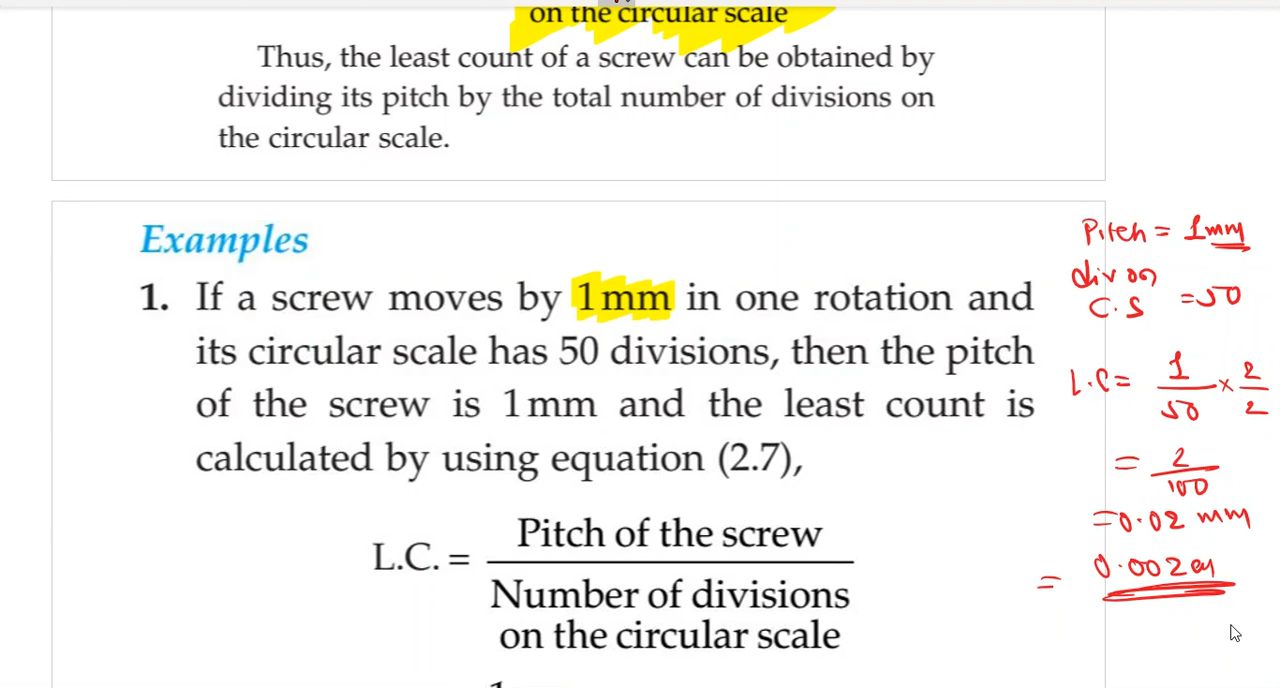 on the circular scale
Thus, the least count of a screw can be obtained by
dividing its pitch by the total number of divisions on
the circular scale.
Examples
1. If a screw moves by 1 mm in one rotation and
its circular scale has 50 divisions, then the pitch
of the screw is 1 mm and the least count is
calculated by using equation (2.7),
L.C. = Pitch of the screw
Number of divisions
on the circular scale
Pitch = 1mm
div on
C.S = 50
L.C = 1/50 × 2/2
= 2/100
= 0.02 mm
= 0.002 cm